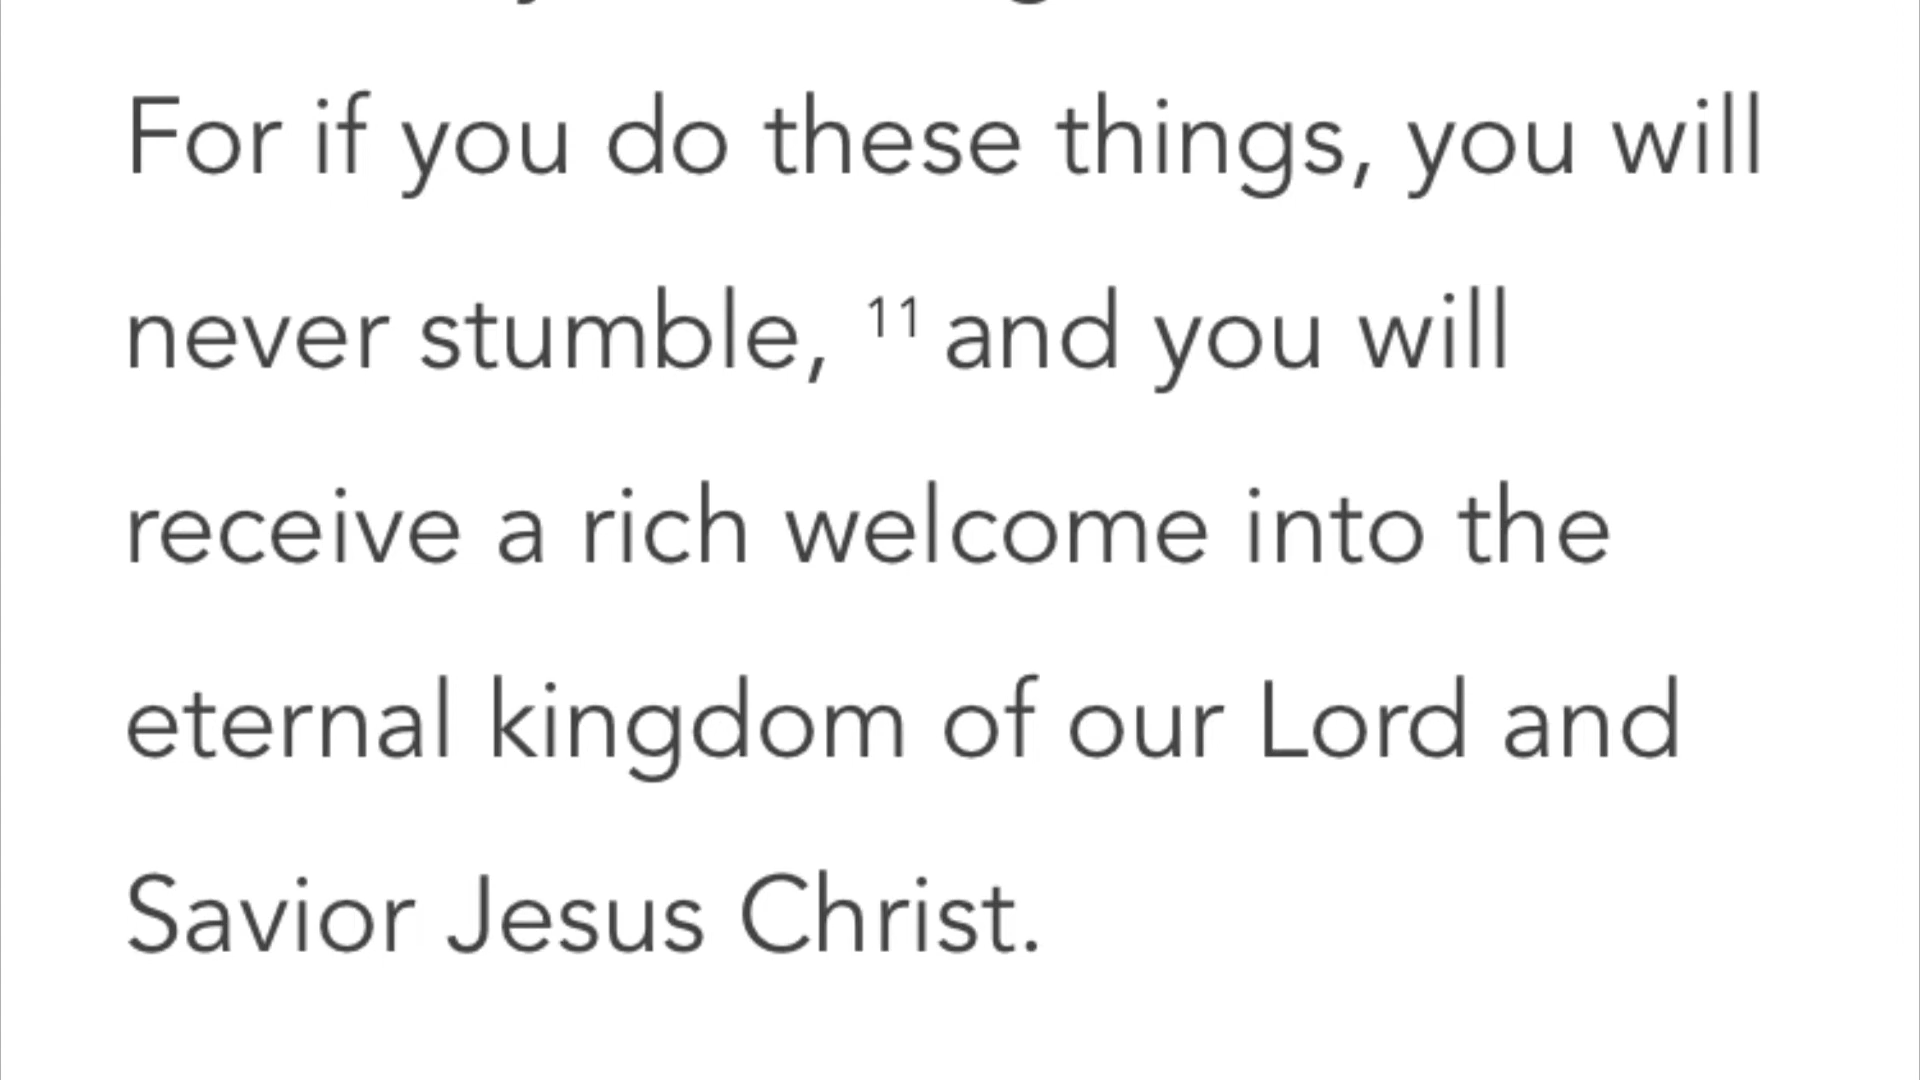 For if you do these things, you will
never stumble, 11 and you will
receive a rich welcome into the
eternal kingdom of our Lord and
Savior Jesus Christ.